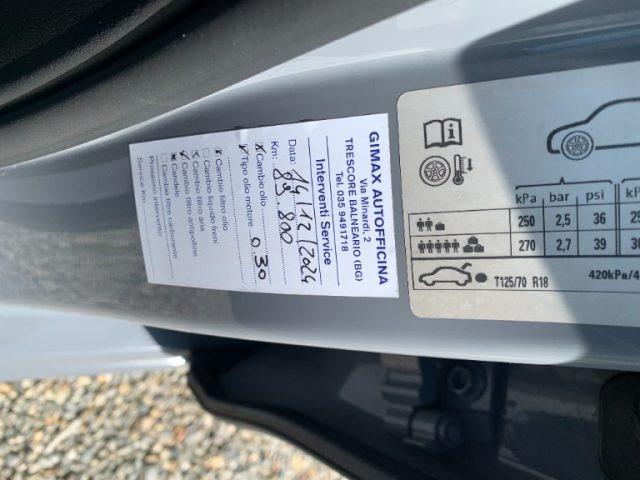 GIMAX AUTOFFICINA
Via Minardi, 2
TRESCORE BALNEARIO (BG)
Tel. 035 9491718
Interventi Service
Data: 14/12/2024
Km: 83.800
Cambio olio
Tipo olio motore 0.30
Cambio filtro olio
Cambio liquido freni
Cambio filtro aria
Cambio filtro antipolline
Candele
Cambio filtro carburante
Prossimo intervento:
Service Km.
kPa bar psi kPa
250 2,5 36
270 2,7 39
T125/70 R18 420kPa/4